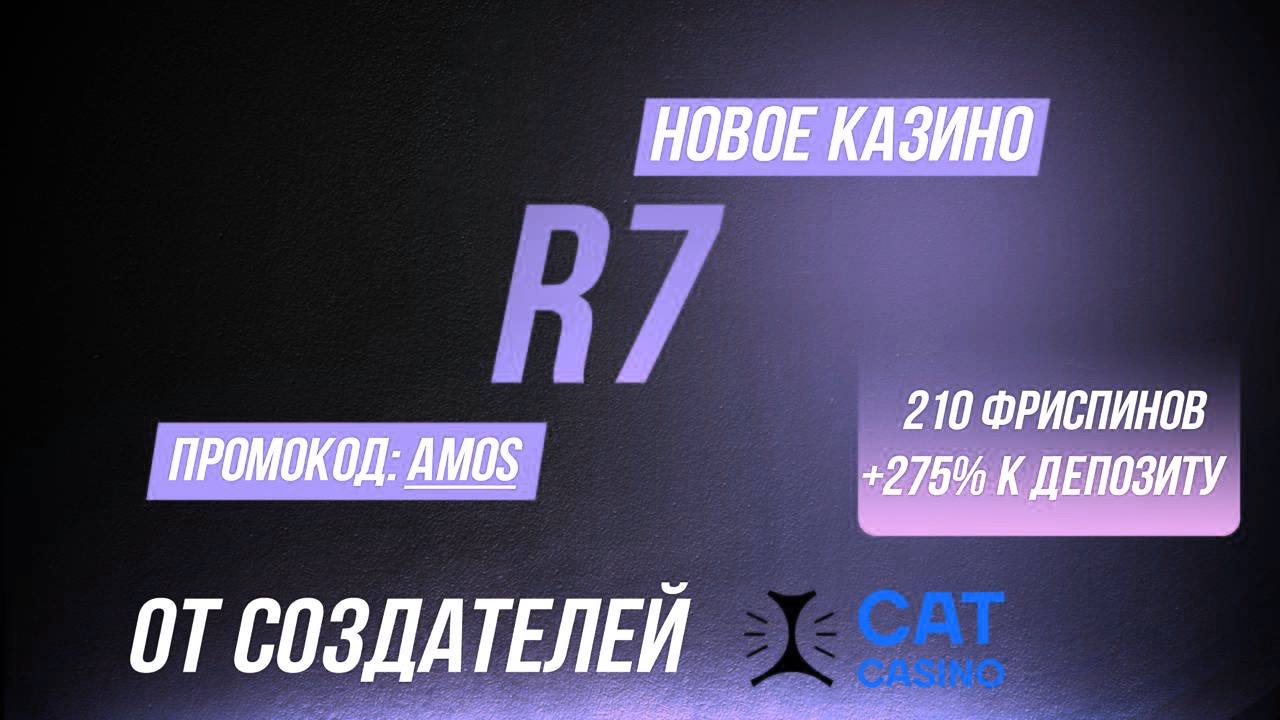 НОВОЕ КАЗИНО
R7
ПРОМОКОД: AMOS
210 ФРИСПИНОВ
+275% К ДЕПОЗИТУ
ОТ СОЗДАТЕЛЕЙ
CAT
CASINO